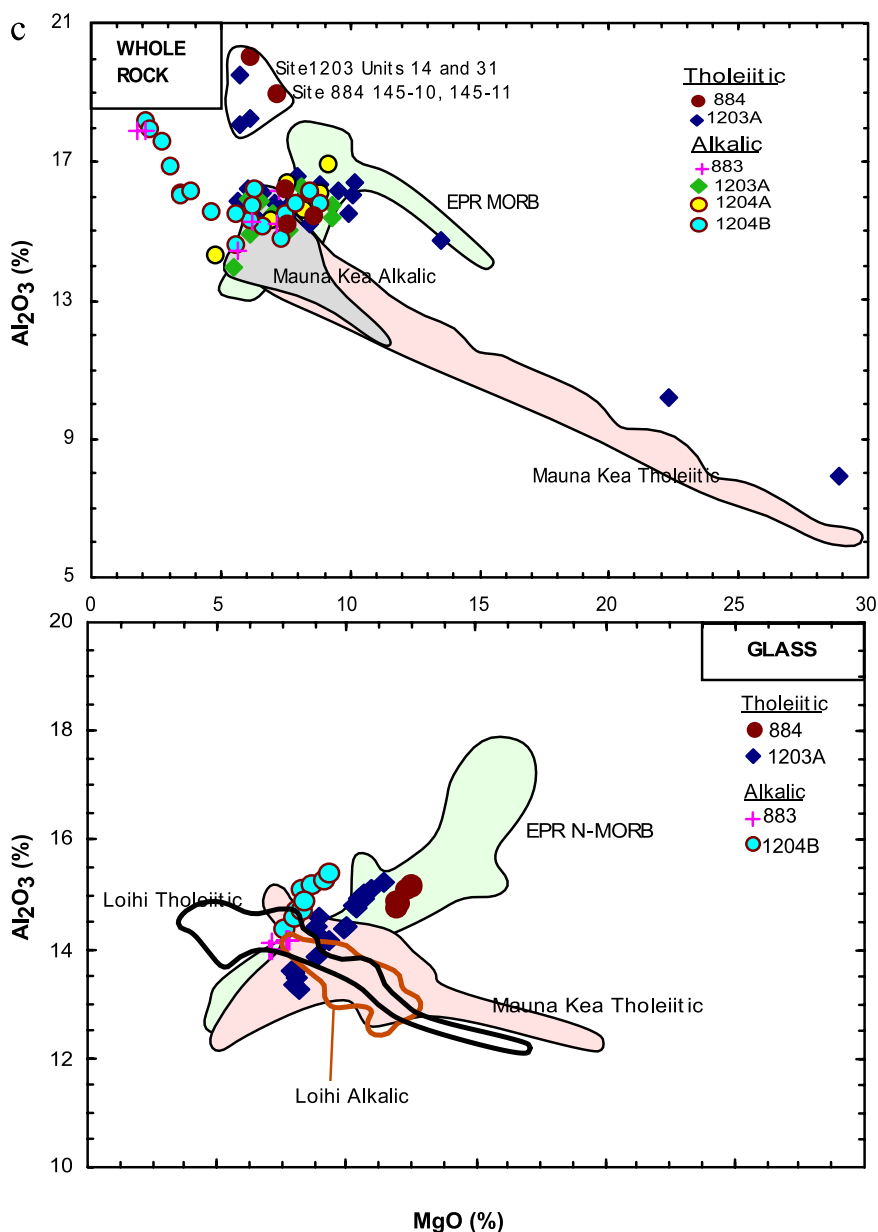 c
21
WHOLE
ROCK
Site1203 Units 14 and 31
Site 884 145-10, 145-11
Tholeiitic
884
1203A
Alkalic
883
1203A
1204A
1204B
17
EPR MORB
Al2O3 (%)
Mauna Kea Alkalic
13
9
Mauna Kea Tholeiitic
5
0 5 10 15 20 25 30
20
GLASS
Tholeiitic
884
1203A
Alkalic
883
1204B
18
EPR N-MORB
16
Al2O3 (%)
Loihi Tholeiitic
14
Mauna Kea Tholeiitic
12
Loihi Alkalic
10
MgO (%)